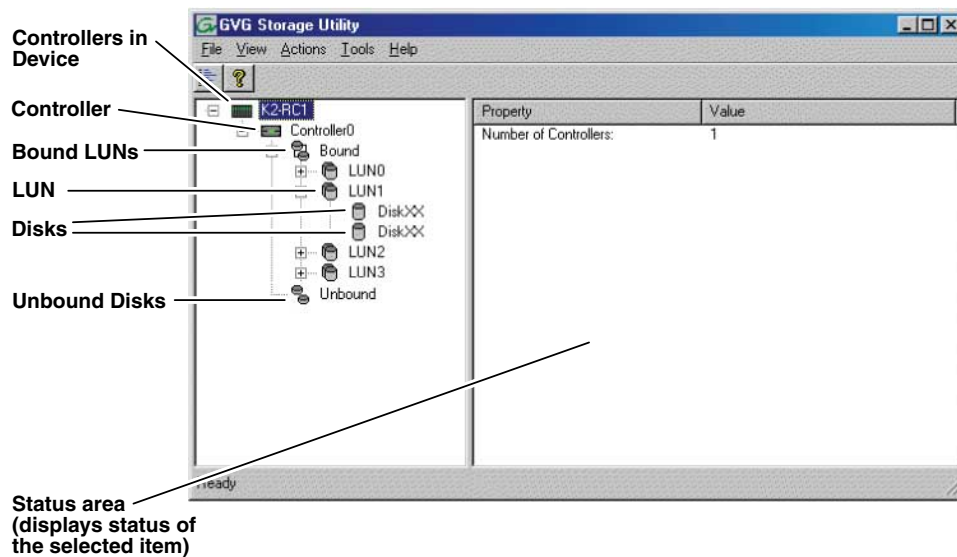 GVG Storage Utility
File View Actions Tools Help
Controllers in
Device
Controller
Bound LUNs
LUN
Disks
Unbound Disks
Status area
(displays status of
the selected item)
K2-RC1
Controller0
Bound
LUN0
LUN1
DiskXX
DiskXX
LUN2
LUN3
Unbound
Property Value
Number of Controllers: 1
Ready